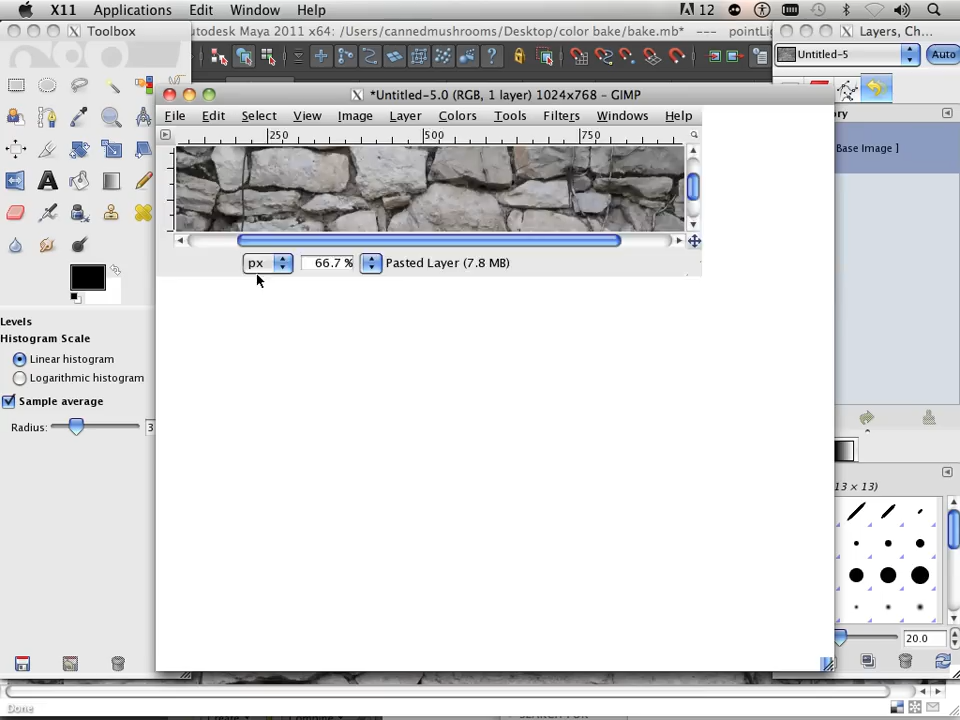 X11 Applications Edit Window Help 12
Toolbox
utodesk Maya 2011 x64: /Users/cannedmushrooms/Desktop/color bake/bake.mb* --- pointLig
Layers, Ch...
Untitled-5
Auto
*Untitled-5.0 (RGB, 1 layer) 1024x768 – GIMP
File Edit Select View Image Layer Colors Tools Filters Windows Help
250 500 750
ory
Base Image ]
px 66.7 % Pasted Layer (7.8 MB)
Levels
Histogram Scale
Linear histogram
Logarithmic histogram
Sample average
Radius: 3
13 × 13)
20.0
Done